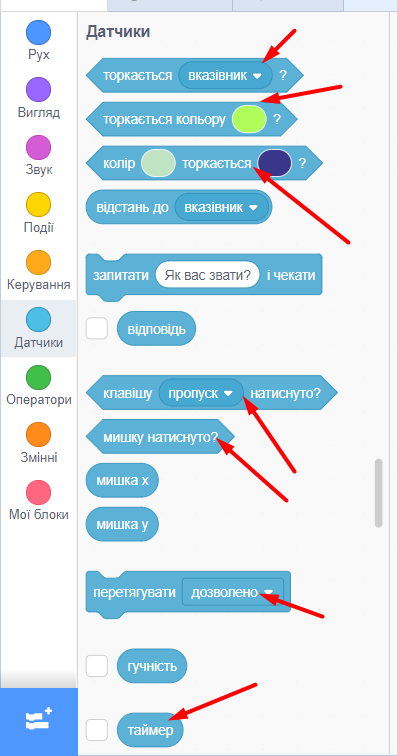 Рух
Вигляд
Звук
Події
Керування
Датчики
Оператори
Змінні
Мої блоки
Датчики
торкається вказівник ?
торкається кольору ?
колір торкається ?
відстань до вказівник
запитати Як вас звати? і чекати
відповідь
клавішу пропуск натиснуто?
мишку натиснуто?
мишка x
мишка y
перетягувати дозволено
гучність
таймер